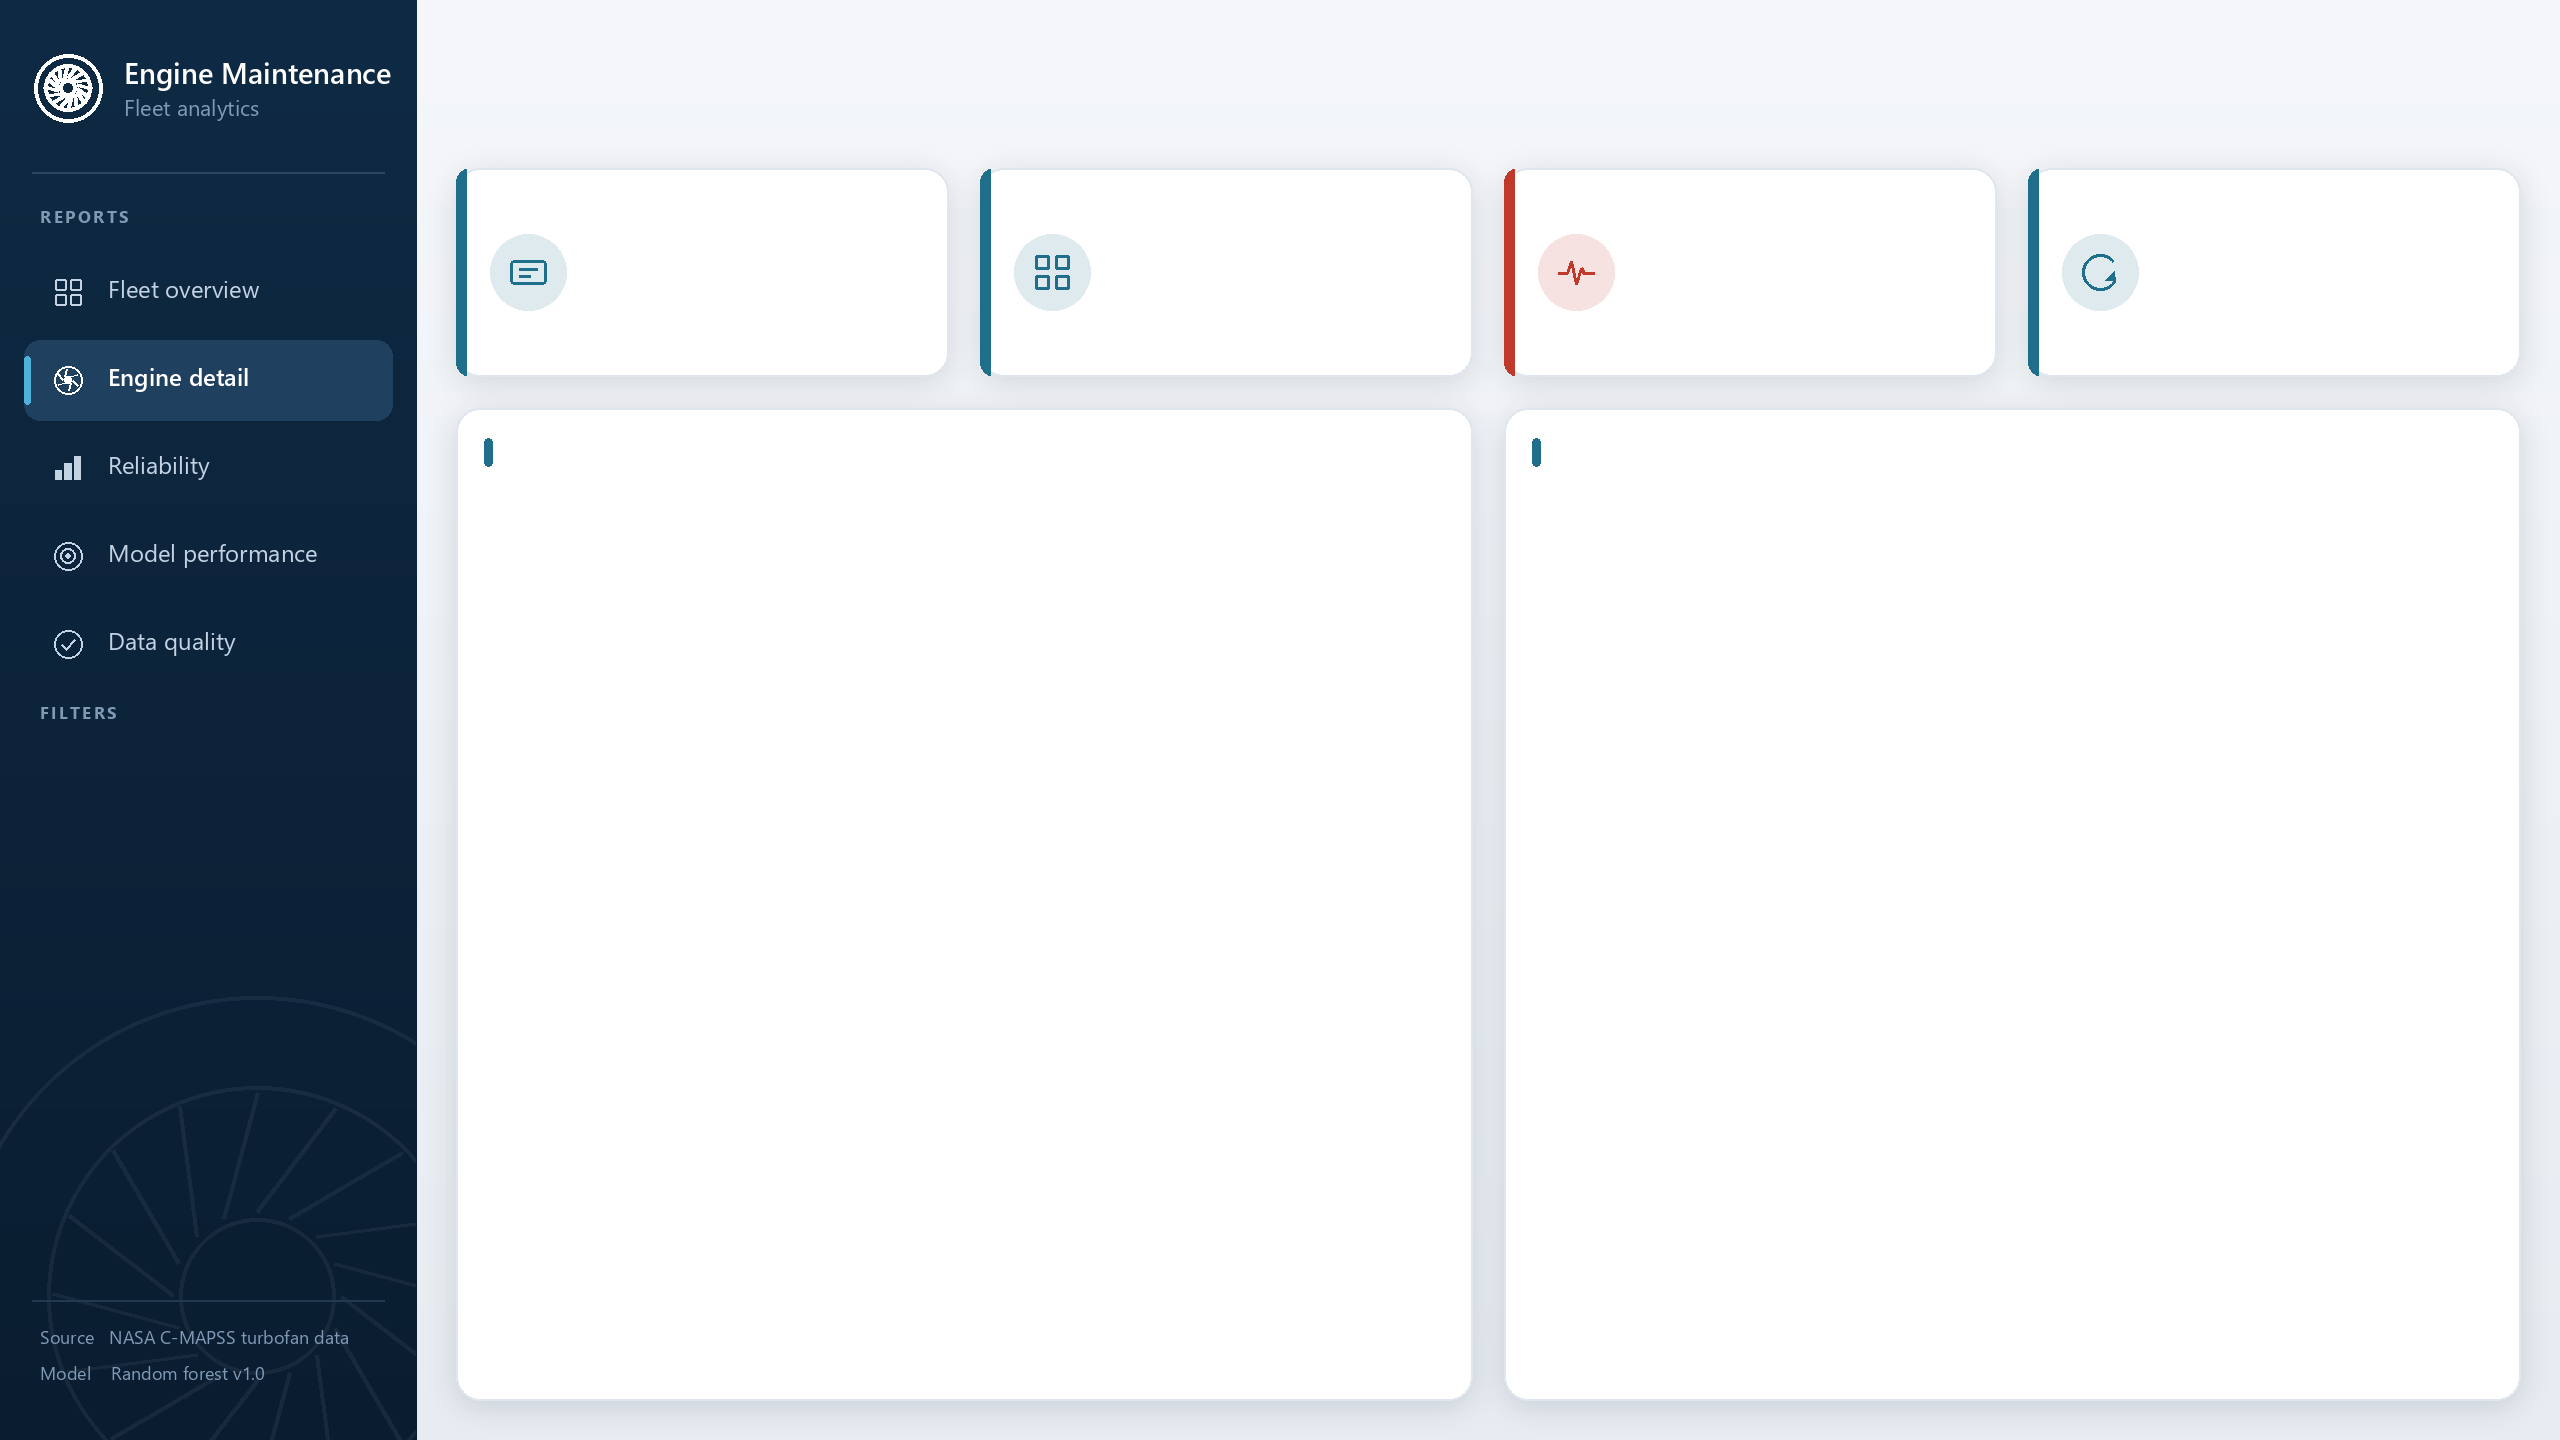 Engine Maintenance
Fleet analytics
REPORTS
Fleet overview
Engine detail
Reliability
Model performance
Data quality
FILTERS
Source NASA C-MAPSS turbofan data
Model Random forest v1.0